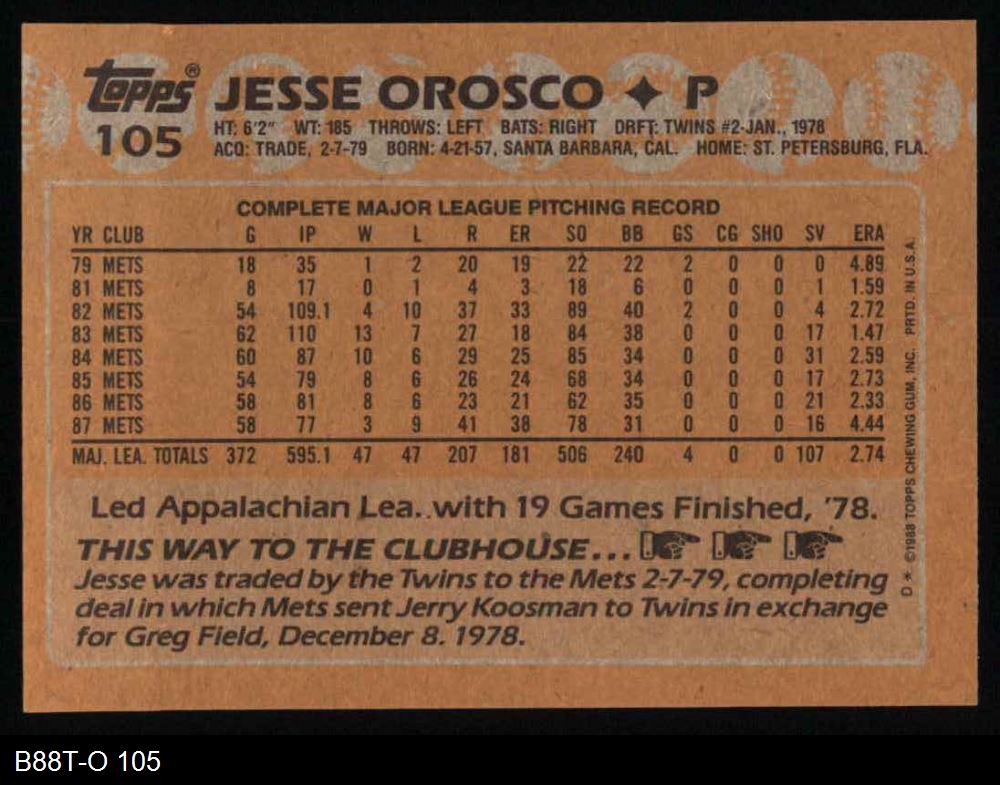 topps® JESSE OROSCO ✦ P
105
HT: 6'2" WT: 185 THROWS: LEFT BATS: RIGHT DRFT: TWINS #2-JAN., 1978
ACQ: TRADE, 2-7-79 BORN: 4-21-57, SANTA BARBARA, CAL. HOME: ST. PETERSBURG, FLA.
COMPLETE MAJOR LEAGUE PITCHING RECORD
YR CLUB G IP W L R ER SO BB GS CG SHO SV ERA
79 METS 18 35 1 2 20 19 22 22 2 0 0 0 4.89
81 METS 8 17 0 1 4 3 18 6 0 0 0 1 1.59
82 METS 54 109.1 4 10 37 33 89 40 2 0 0 4 2.72
83 METS 62 110 13 7 27 18 84 38 0 0 0 17 1.47
84 METS 60 87 10 6 29 25 85 34 0 0 0 31 2.59
85 METS 54 79 8 6 26 24 68 34 0 0 0 17 2.73
86 METS 58 81 8 6 23 21 62 35 0 0 0 21 2.33
87 METS 58 77 3 9 41 38 78 31 0 0 0 16 4.44
MAJ. LEA. TOTALS 372 595.1 47 47 207 181 506 240 4 0 0 107 2.74
Led Appalachian Lea. with 19 Games Finished, '78.
THIS WAY TO THE CLUBHOUSE...
Jesse was traded by the Twins to the Mets 2-7-79, completing
deal in which Mets sent Jerry Koosman to Twins in exchange
for Greg Field, December 8. 1978.
D* ©1988 TOPPS CHEWING GUM, INC. PRTD. IN U.S.A.
B88T-O 105